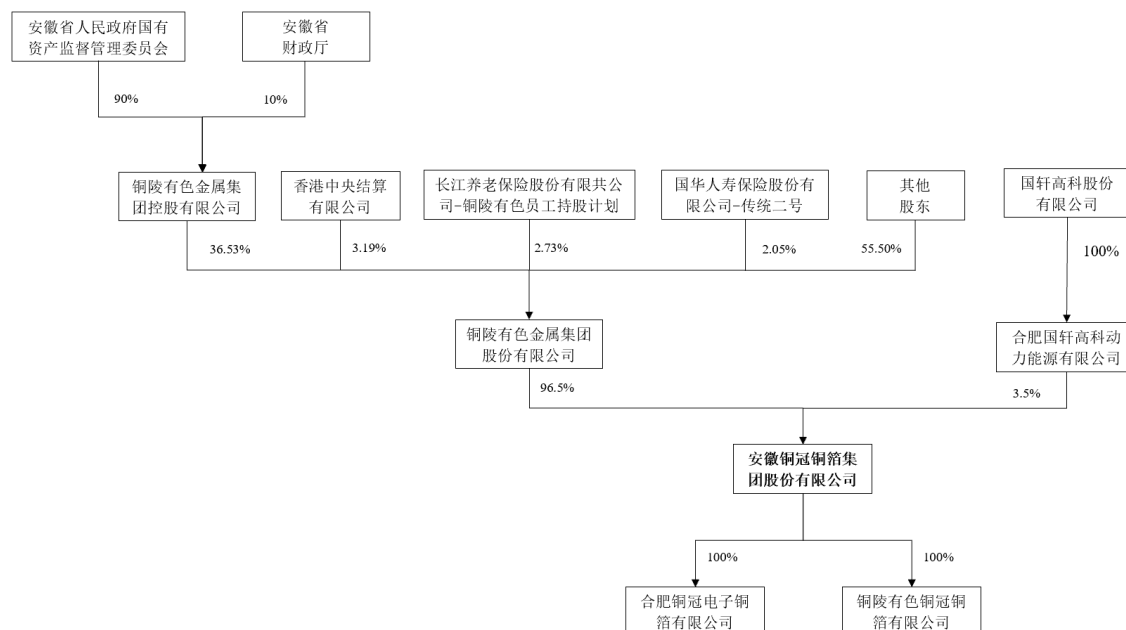 安徽省人民政府国有
资产监督管理委员会
安徽省
财政厅
90%
10%
铜陵有色金属集
团控股有限公司
香港中央结算
有限公司
长江养老保险股份有限共公
司-铜陵有色员工持股计划
国华人寿保险股份有
限公司-传统二号
其他
股东
国轩高科股份
有限公司
36.53%
3.19%
2.73%
2.05%
55.50%
100%
铜陵有色金属集团
股份有限公司
合肥国轩高科动
力能源有限公司
96.5%
3.5%
安徽铜冠铜箔集
团股份有限公司
100%
100%
合肥铜冠电子铜
箔有限公司
铜陵有色铜冠铜
箔有限公司